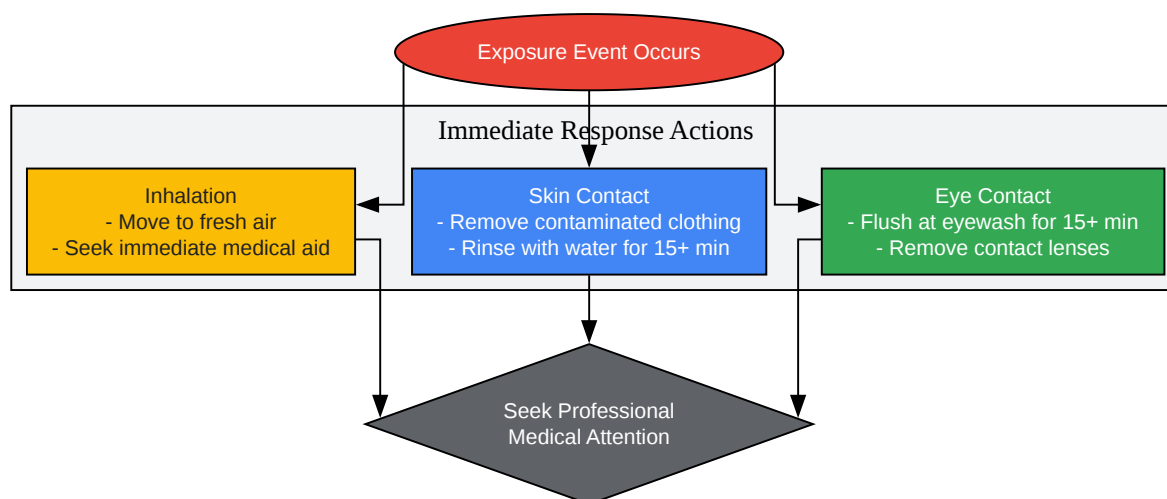 Exposure Event Occurs
Immediate Response Actions
Inhalation
- Move to fresh air
- Seek immediate medical aid
Skin Contact
- Remove contaminated clothing
- Rinse with water for 15+ min
Eye Contact
- Flush at eyewash for 15+ min
- Remove contact lenses
Seek Professional
Medical Attention